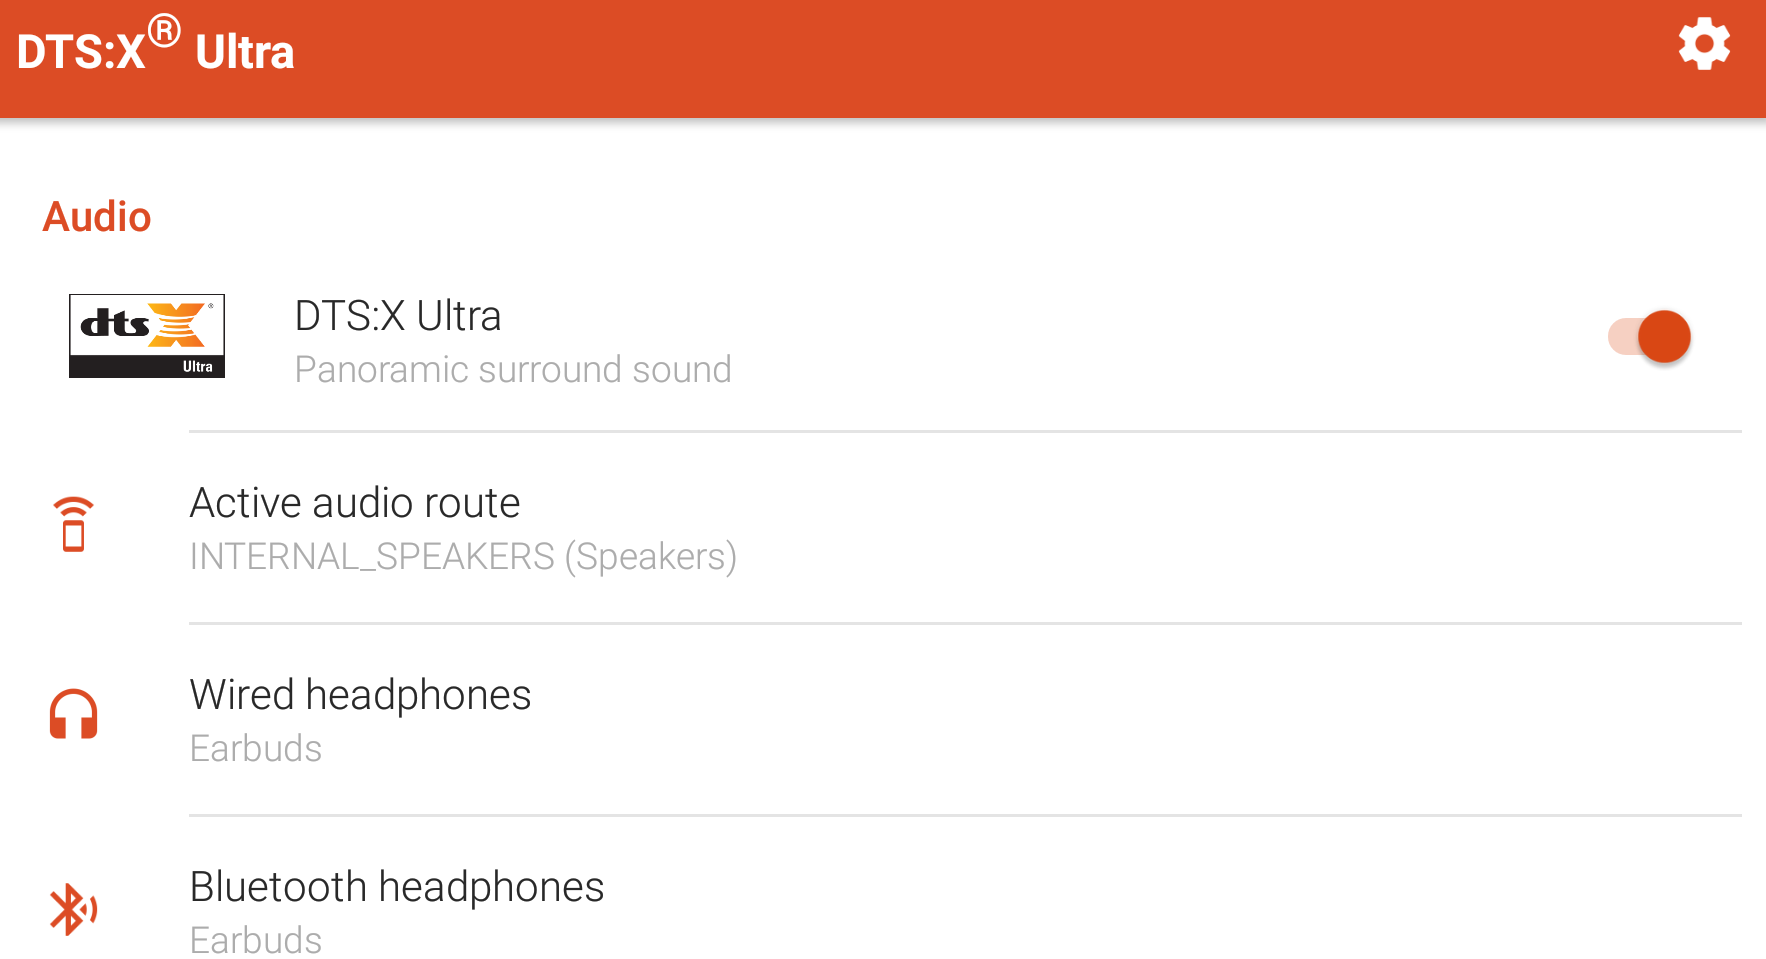 DTS:X® Ultra
Audio
dts X®
Ultra
DTS:X Ultra
Panoramic surround sound
Active audio route
INTERNAL_SPEAKERS (Speakers)
Wired headphones
Earbuds
Bluetooth headphones
Earbuds